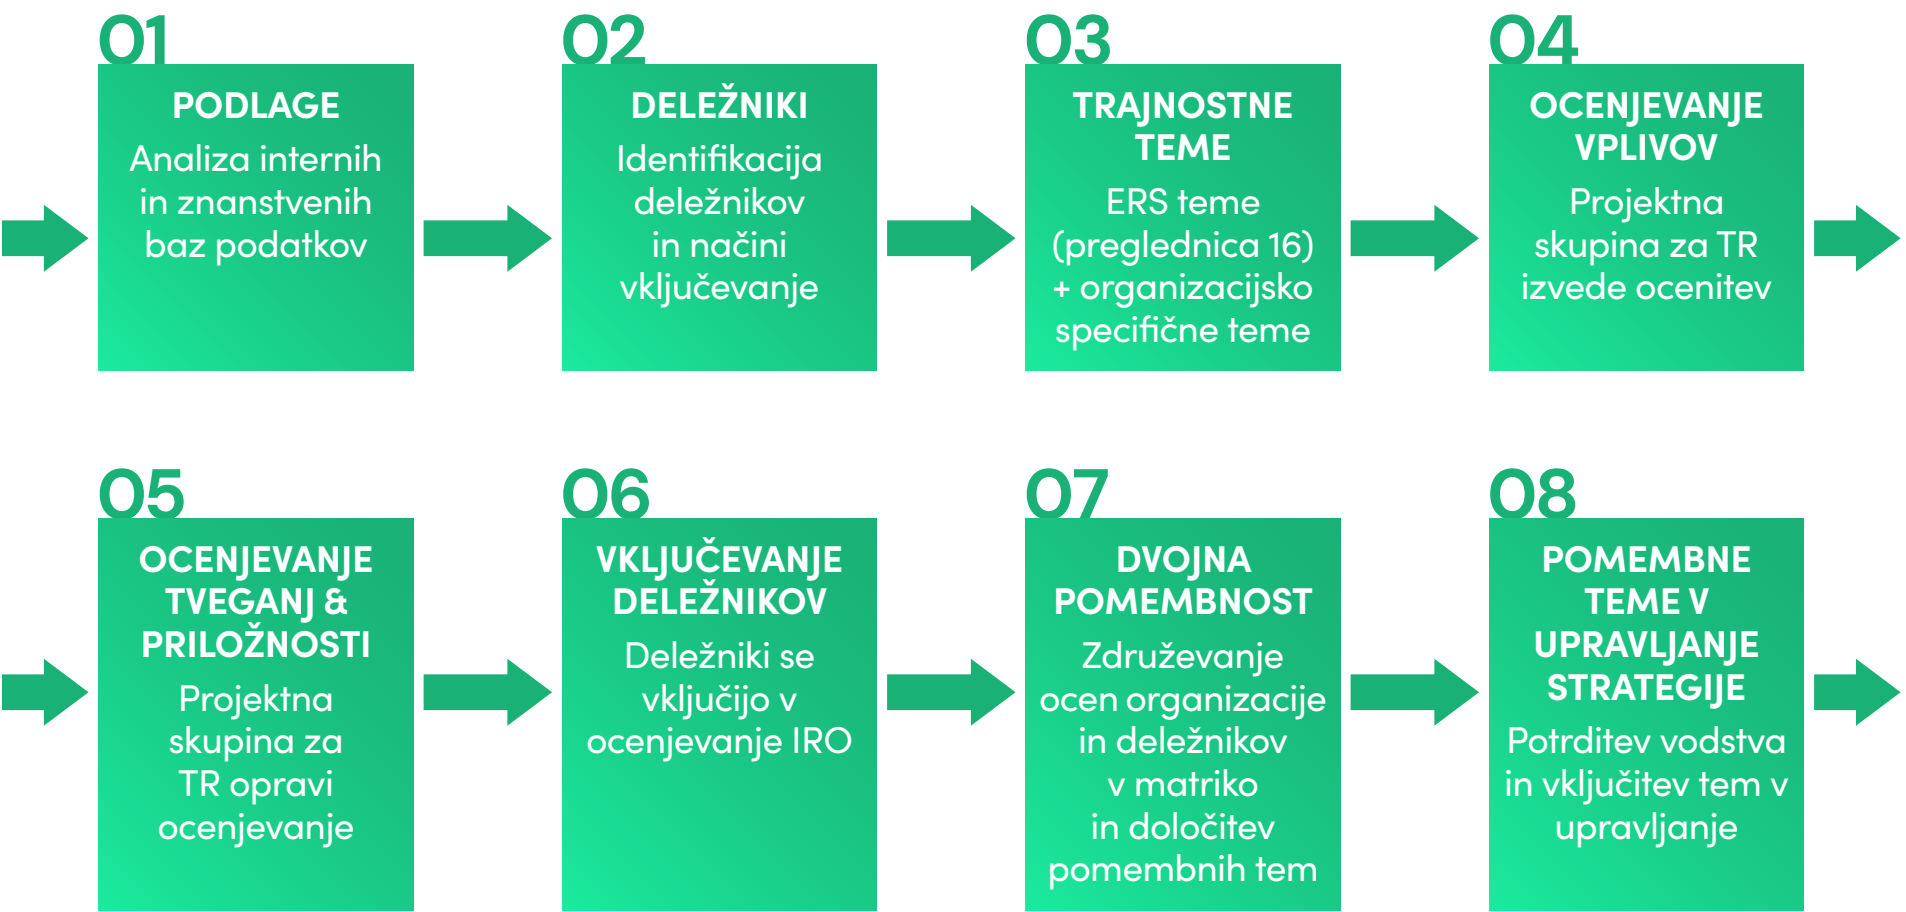 01
PODLAGE
Analiza internih
in znanstvenih
baz podatkov
02
DELEŽNIKI
Identifikacija
deležnikov
in načini
vključevanje
03
TRAJNOSTNE
TEME
ERS teme
(preglednica 16)
+ organizacijsko
specifične teme
04
OCENJEVANJE
VPLIVOV
Projektna
skupina za TR
izvede ocenitev
05
OCENJEVANJE
TVEGANJ &
PRILOŽNOSTI
Projektna
skupina za
TR opravi
ocenjevanje
06
VKLJUČEVANJE
DELEŽNIKOV
Deležniki se
vključijo v
ocenjevanje IRO
07
DVOJNA
POMEMBNOST
Združevanje
ocen organizacije
in deležnikov
v matriko
in določitev
pomembnih tem
08
POMEMBNE
TEME V
UPRAVLJANJE
STRATEGIJE
Potrditev vodstva
in vključitev tem v
upravljanje